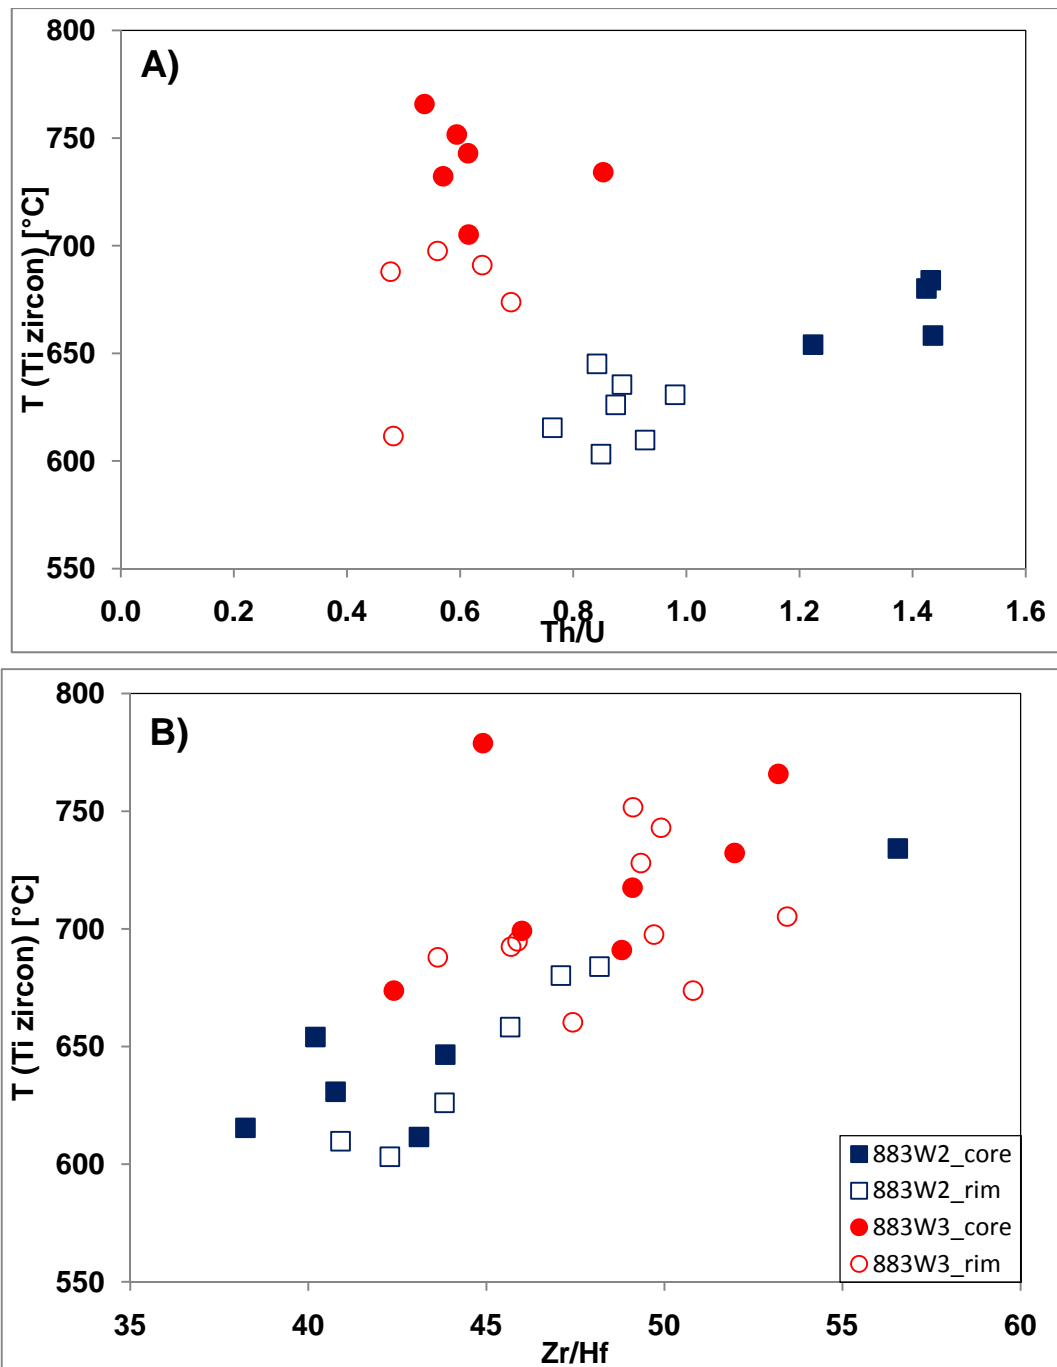 A)
T (Ti zircon) [°C]
800
750
700
650
600
550
0.0 0.2 0.4 0.6 0.8 1.0 1.2 1.4 1.6
Th/U
B)
T (Ti zircon) [°C]
800
750
700
650
600
550
883W2_core
883W2_rim
883W3_core
883W3_rim
35 40 45 50 55 60
Zr/Hf